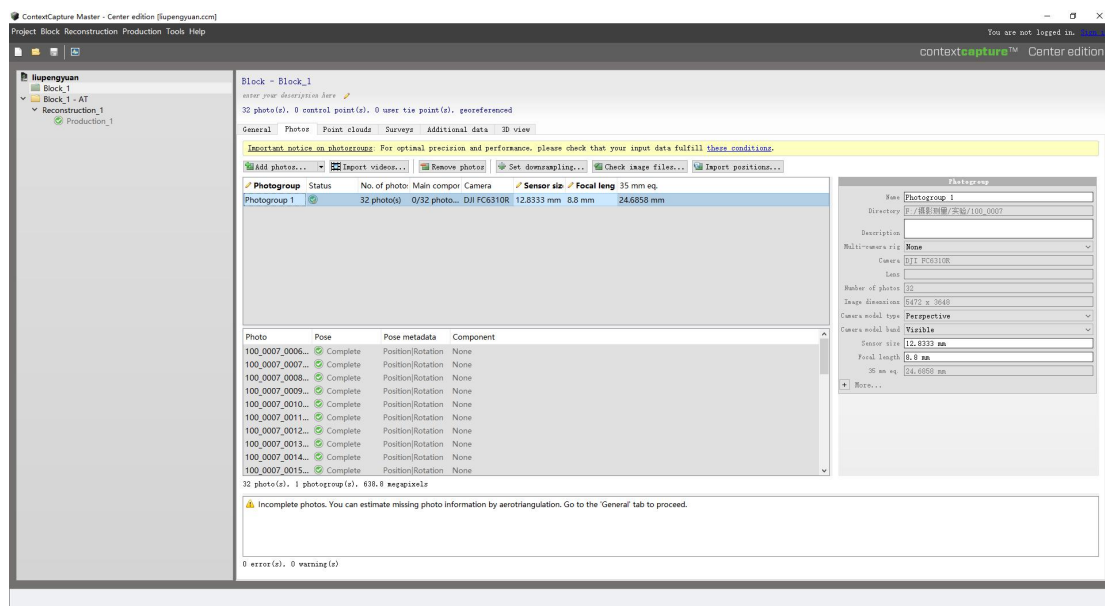 ContextCapture Master - Center edition [liupengyuan.ccm]
Project Block Reconstruction Production Tools Help
You are not logged in.
contextcapture™ Center edition
liupengyuan
Block_1
Block_1 - AT
Reconstruction_1
Production_1
Block - Block_1
enter your description here
32 photo(s), 0 control point(s), 0 user tie point(s), georeferenced
General Photos Point clouds Surveys Additional data 3D view
Important notice on photogroups: For optimal precision and performance, please check that your input data fulfill these conditions.
Add photos... Import videos... Remove photos Set downsampling... Check image files... Import positions...
Photogroup Status No. of photo: Main compor Camera Sensor siz Focal leng 35 mm eq.
Photogroup 1 32 photo(s) 0/32 photo... DJI FC6310R 12.8333 mm 8.8 mm 24.6858 mm
Photo Pose Pose metadata Component
100_0007_0006... Complete Position|Rotation None
100_0007_0007... Complete Position|Rotation None
100_0007_0008... Complete Position|Rotation None
100_0007_0009... Complete Position|Rotation None
100_0007_0010... Complete Position|Rotation None
100_0007_0011... Complete Position|Rotation None
100_0007_0012... Complete Position|Rotation None
100_0007_0013... Complete Position|Rotation None
100_0007_0014... Complete Position|Rotation None
100_0007_0015... Complete Position|Rotation None
32 photo(s), 1 photogroup(s), 638.8 megapixels
Incomplete photos. You can estimate missing photo information by aerotriangulation. Go to the 'General' tab to proceed.
0 error(s), 0 warning(s)
Photogroup
Name Photogroup 1
Directory P:/摄影测量/实验/100_0007
Description
Multi-camera rig None
Camera DJI FC6310R
Lens
Number of photos 32
Image dimensions 5472 x 3648
Camera model type Perspective
Camera model band Visible
Sensor size 12.8333 mm
Focal length 8.8 mm
35 mm eq. 24.6858 mm
More...